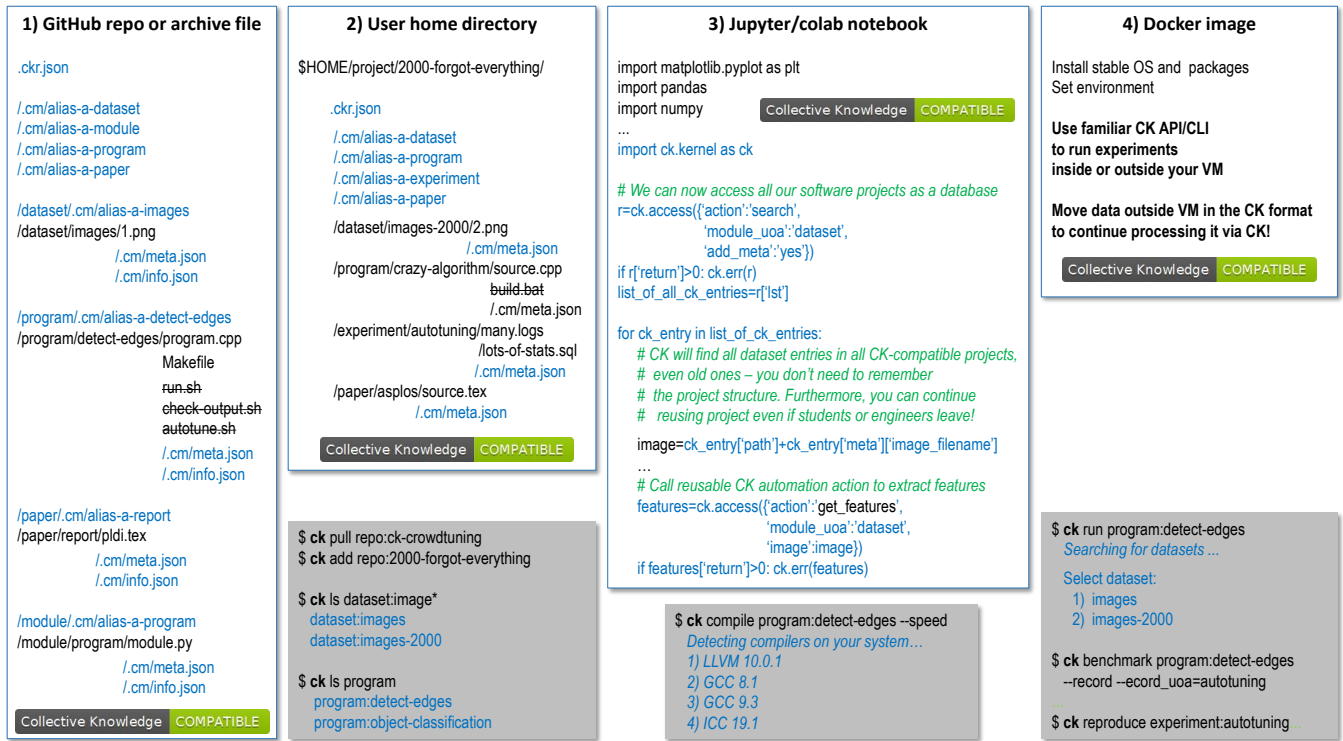 1) GitHub repo or archive file
.ckr.json
/.cm/alias-a-dataset
/.cm/alias-a-module
/.cm/alias-a-program
/.cm/alias-a-paper
/dataset/.cm/alias-a-images
/dataset/images/1.png
/.cm/meta.json
/.cm/info.json
/program/.cm/alias-a-detect-edges
/program/detect-edges/program.cpp
Makefile
run.sh
check-output.sh
autotune.sh
/.cm/meta.json
/.cm/info.json
/paper/.cm/alias-a-report
/paper/report/pldi.tex
/.cm/meta.json
/.cm/info.json
/module/.cm/alias-a-program
/module/program/module.py
/.cm/meta.json
/.cm/info.json
Collective Knowledge COMPATIBLE
2) User home directory
$HOME/project/2000-forgot-everything/
.ckr.json
/.cm/alias-a-dataset
/.cm/alias-a-program
/.cm/alias-a-experiment
/.cm/alias-a-paper
/dataset/images-2000/2.png
/.cm/meta.json
/program/crazy-algorithm/source.cpp
build.bat
/.cm/meta.json
/experiment/autotuning/many.logs
/lots-of-stats.sql
/.cm/meta.json
/paper/asplos/source.tex
/.cm/meta.json
Collective Knowledge COMPATIBLE
$ ck pull repo:ck-crowdtuning
$ ck add repo:2000-forgot-everything
$ ck ls dataset:image*
dataset:images
dataset:images-2000
$ ck ls program
program:detect-edges
program:object-classification
3) Jupyter/colab notebook
import matplotlib.pyplot as plt
import pandas
import numpy
Collective Knowledge COMPATIBLE
...
import ck.kernel as ck
# We can now access all our software projects as a database
r=ck.access({'action':'search',
'module_uoa':'dataset',
'add_meta':'yes'})
if r['return']>0: ck.err(r)
list_of_all_ck_entries=r['lst']
for ck_entry in list_of_ck_entries:
# CK will find all dataset entries in all CK-compatible projects,
# even old ones – you don't need to remember
# the project structure. Furthermore, you can continue
# reusing project even if students or engineers leave!
image=ck_entry['path']+ck_entry['meta']['image_filename']
…
# Call reusable CK automation action to extract features
features=ck.access({'action':'get_features',
'module_uoa':'dataset',
'image':image})
if features['return']>0: ck.err(features)
$ ck compile program:detect-edges --speed
Detecting compilers on your system…
1) LLVM 10.0.1
2) GCC 8.1
3) GCC 9.3
4) ICC 19.1
4) Docker image
Install stable OS and packages
Set environment
Use familiar CK API/CLI
to run experiments
inside or outside your VM
Move data outside VM in the CK format
to continue processing it via CK!
Collective Knowledge COMPATIBLE
$ ck run program:detect-edges
Searching for datasets ...
Select dataset:
1) images
2) images-2000
$ ck benchmark program:detect-edges
--record --ecord_uoa=autotuning
...
$ ck reproduce experiment:autotuning...